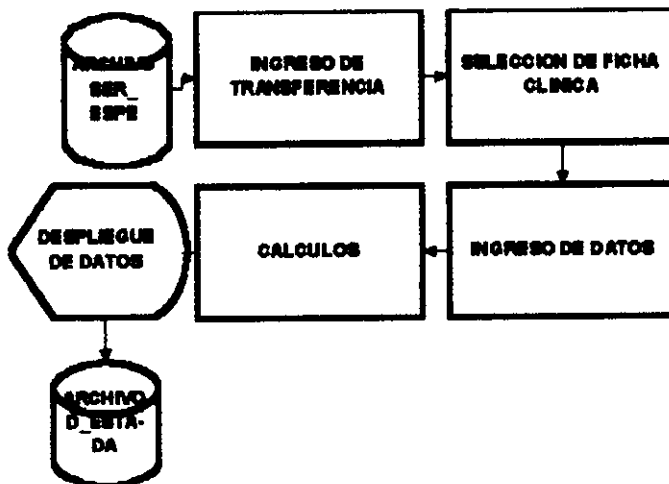 ARCHIVO
SER_
ESPE
INGRESO DE
TRANSFERENCIA
SELECCION DE FICHA
CLINICA
DESPLIEGUE
DE DATOS
CALCULOS
INGRESO DE DATOS
ARCHIVO
D_ESTA-
DA